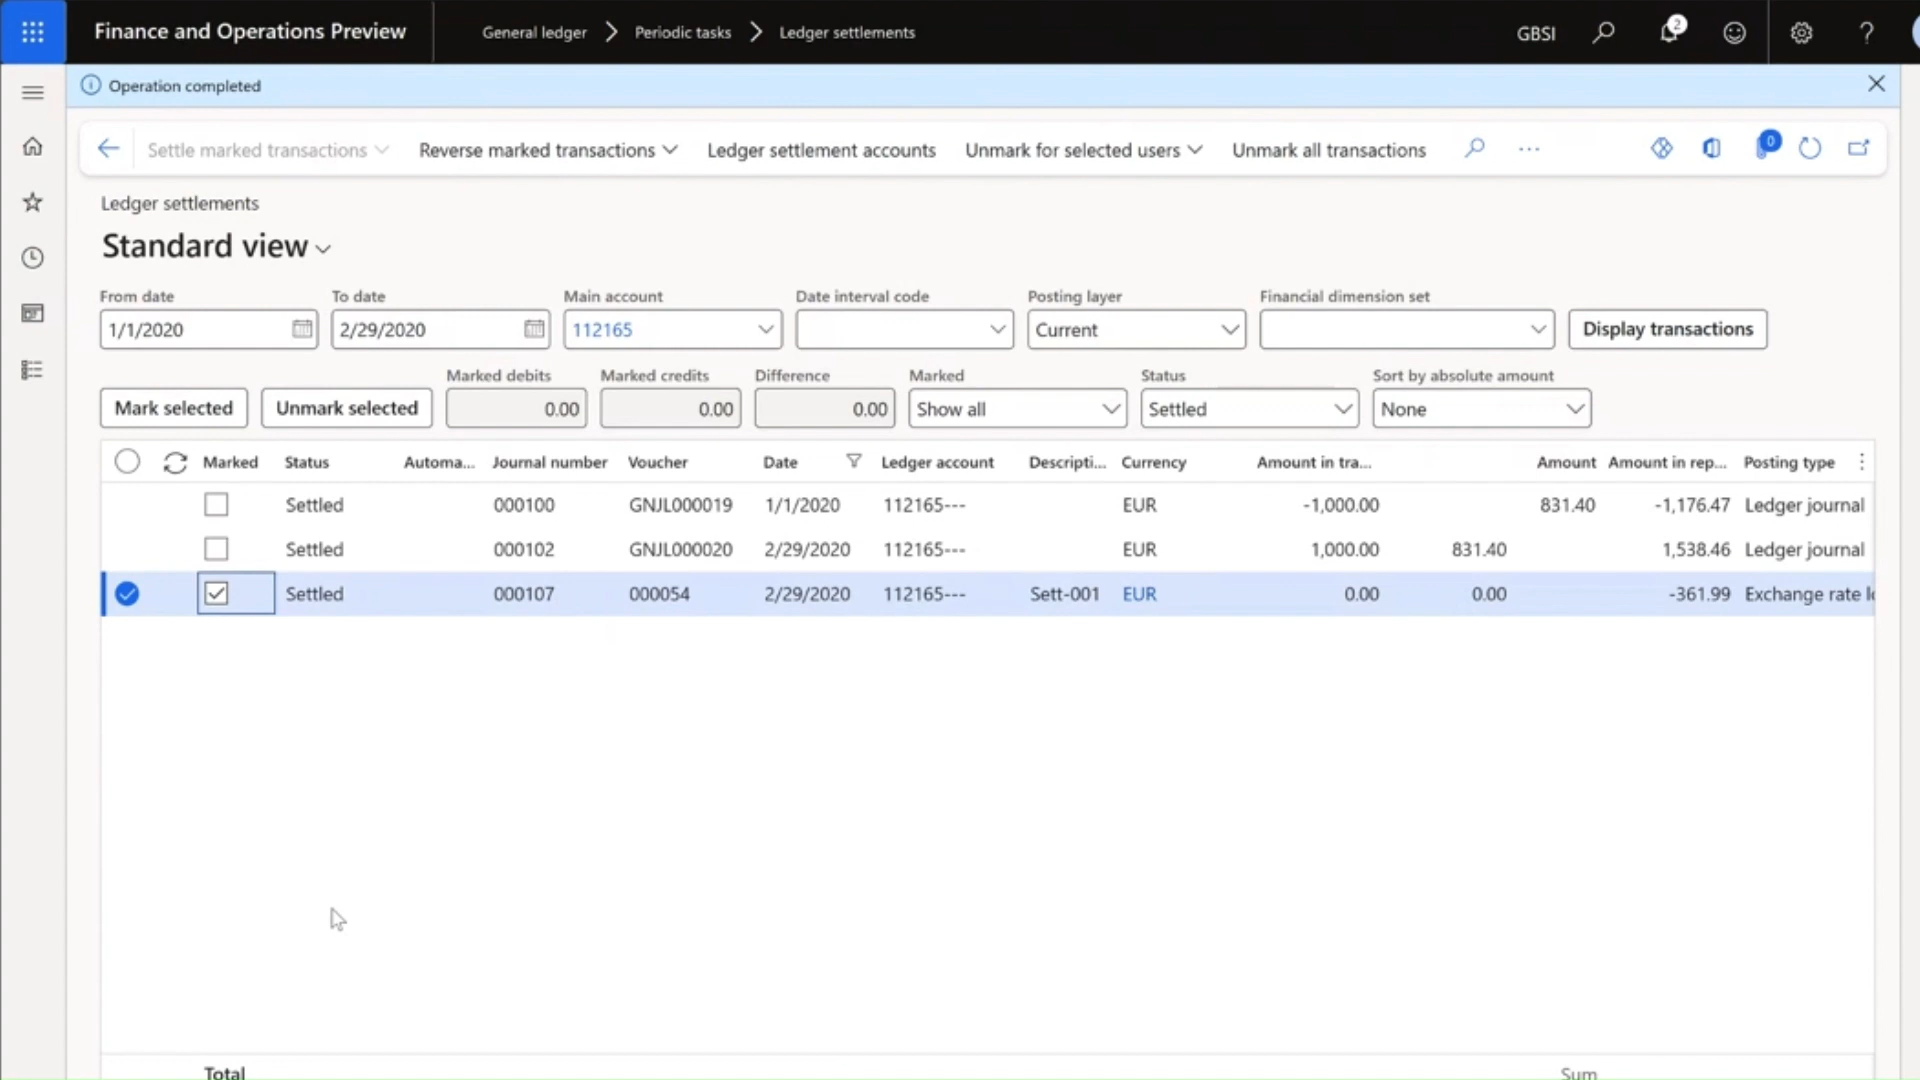 Finance and Operations Preview
General ledger
Periodic tasks
Ledger settlements
GBSI
2
?
Operation completed
Settle marked transactions
Reverse marked transactions
Ledger settlement accounts
Unmark for selected users
Unmark all transactions
0
Ledger settlements
Standard view
From date
To date
Main account
Date interval code
Posting layer
Financial dimension set
1/1/2020
2/29/2020
112165
Current
Display transactions
Marked debits
Marked credits
Difference
Marked
Status
Sort by absolute amount
Mark selected
Unmark selected
0.00
0.00
0.00
Show all
Settled
None
Marked Status Automa... Journal number Voucher Date Ledger account Descripti... Currency Amount in tra... Amount Amount in rep... Posting type
Settled 000100 GNJL000019 1/1/2020 112165--- EUR -1,000.00 831.40 -1,176.47 Ledger journal
Settled 000102 GNJL000020 2/29/2020 112165--- EUR 1,000.00 831.40 1,538.46 Ledger journal
Settled 000107 000054 2/29/2020 112165--- Sett-001 EUR 0.00 0.00 -361.99 Exchange rate
Total
Sum